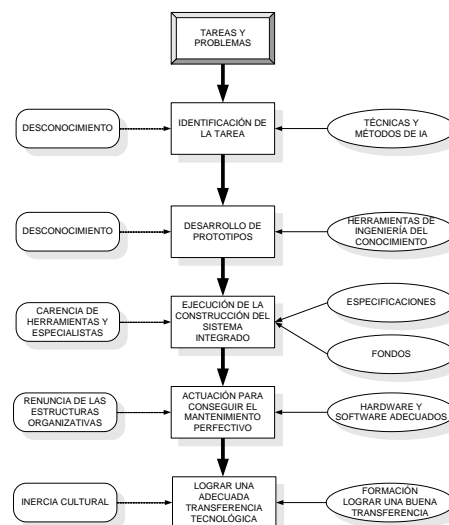 TAREAS Y
PROBLEMAS
DESCONOCIMIENTO
IDENTIFICACIÓN DE
LA TAREA
TÉCNICAS Y
MÉTODOS DE IA
DESCONOCIMIENTO
DESARROLLO DE
PROTOTIPOS
HERRAMIENTAS DE
INGENIERÍA DEL
CONOCIMIENTO
CARENCIA DE
HERRAMIENTAS Y
ESPECIALISTAS
EJECUCIÓN DE LA
CONSTRUCCIÓN DEL
SISTEMA
INTEGRADO
ESPECIFICACIONES
FONDOS
RENUNCIA DE LAS
ESTRUCTURAS
ORGANIZATIVAS
ACTUACIÓN PARA
CONSEGUIR EL
MANTENIMIENTO
PERFECTIVO
HARDWARE Y
SOFTWARE ADECUADOS
INERCIA CULTURAL
LOGRAR UNA
ADECUADA
TRANSFERENCIA
TECNOLÓGICA
FORMACIÓN
LOGRAR UNA BUENA
TRANSFERENCIA